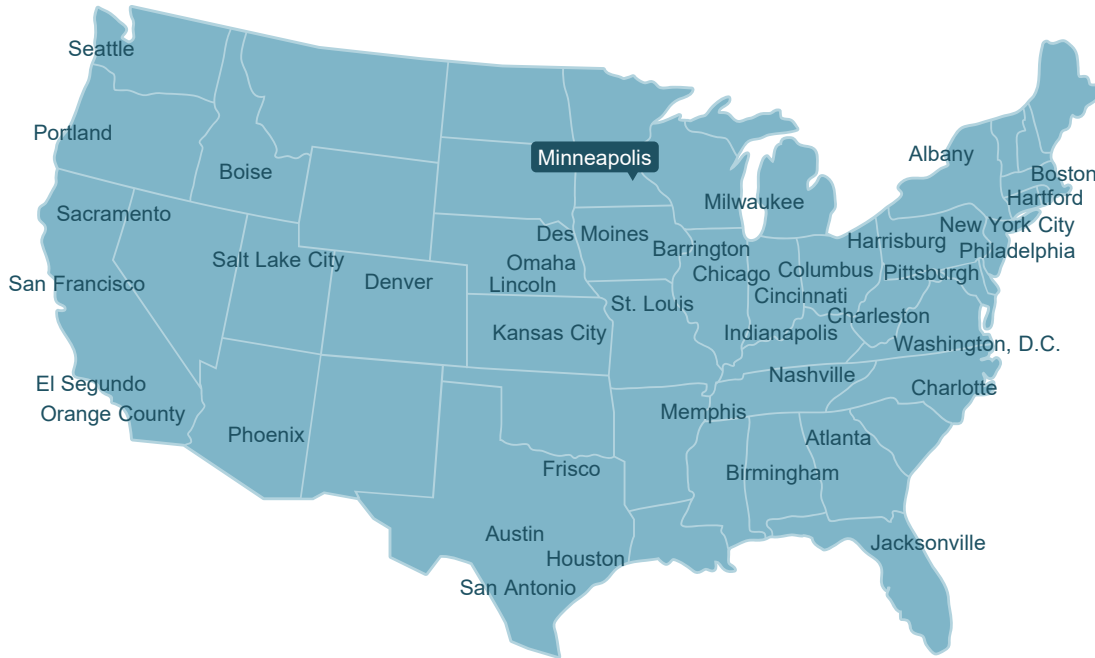 Seattle
Portland
Minneapolis
Albany
Boise
Boston
Hartford
Milwaukee
Sacramento
New York City
Des Moines
Harrisburg
Barrington
Philadelphia
Salt Lake City
Omaha
Columbus
Chicago
Pittsburgh
Denver
San Francisco
Lincoln
Cincinnati
St. Louis
Charleston
Kansas City
Indianapolis
Washington, D.C.
Nashville
El Segundo
Charlotte
Orange County
Memphis
Phoenix
Atlanta
Frisco
Birmingham
Austin
Jacksonville
Houston
San Antonio